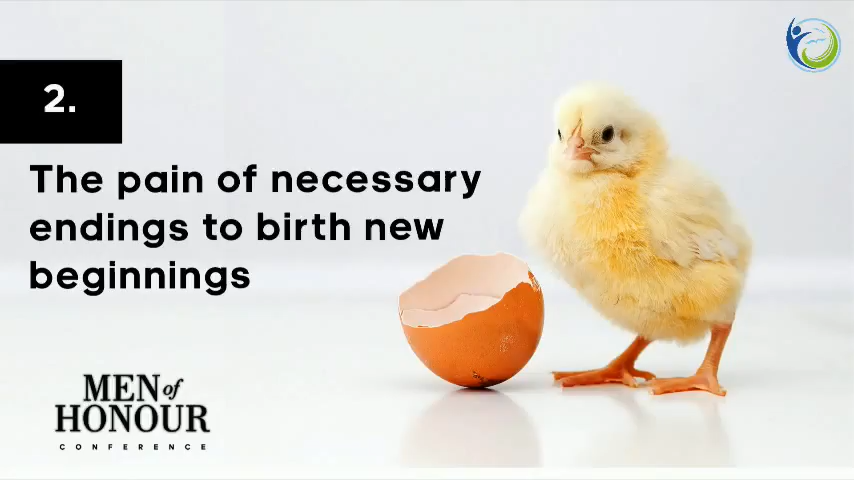 2.
The pain of necessary
endings to birth new
beginnings
MEN of
HONOUR
CONFERENCE